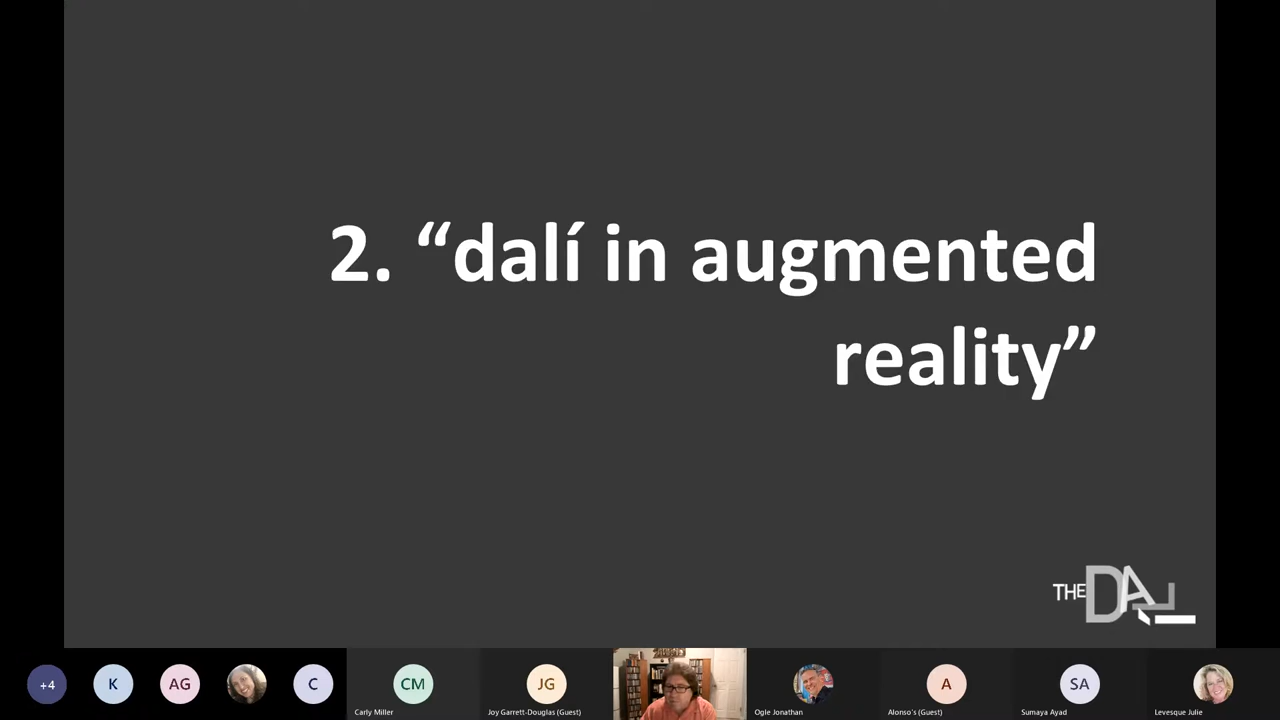 2. “dalí in augmented
reality”
THE DALÍ
+4
K
AG
C
CM
JG
A
SA
Carly Miller
Joy Garrett-Douglas (Guest)
Ogle Jonathan
Alonso's (Guest)
Sumaya Ayad
Levesque Julie